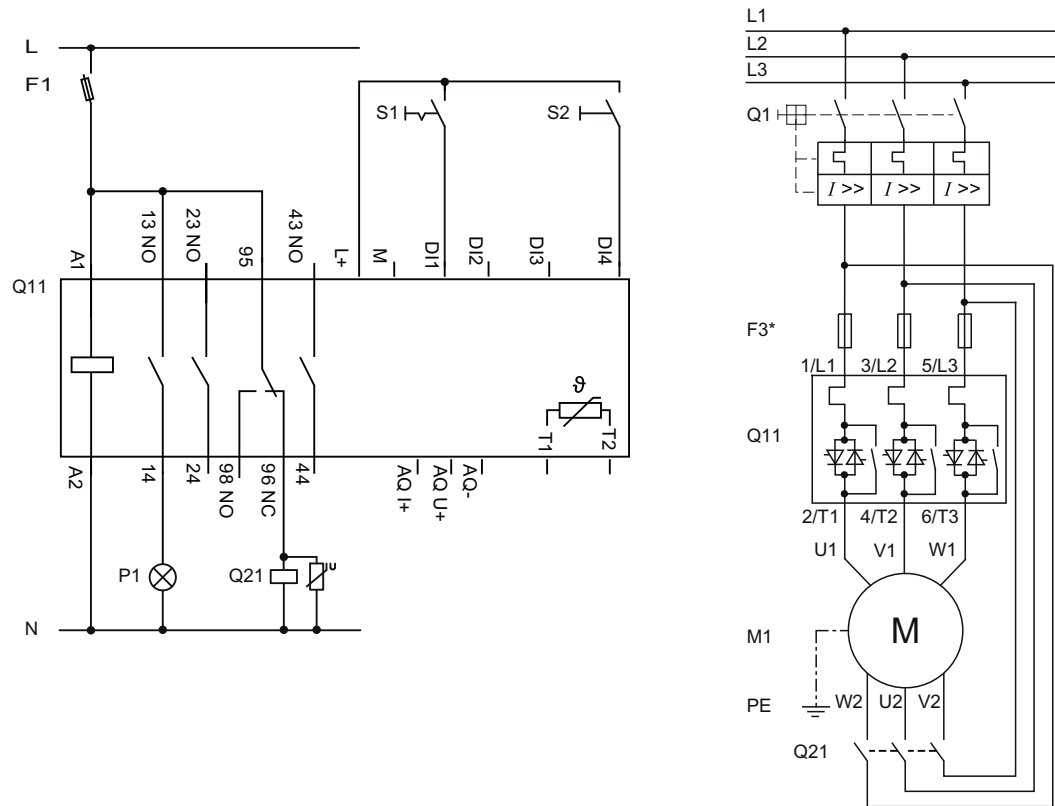 L
F1
S1
S2
A1
13 NO
23 NO
95
43 NO
L+
M
DI1
DI2
DI3
DI4
Q11
ϑ
T1
T2
A2
14
24
98 NO
96 NC
44
AQ I+
AQ U+
AQ-
P1
Q21
U
N
L1
L2
L3
Q1
I >> I >> I >>
F3*
1/L1 3/L2 5/L3
Q11
2/T1 4/T2 6/T3
U1 V1 W1
M
M1
PE
W2 U2 V2
Q21